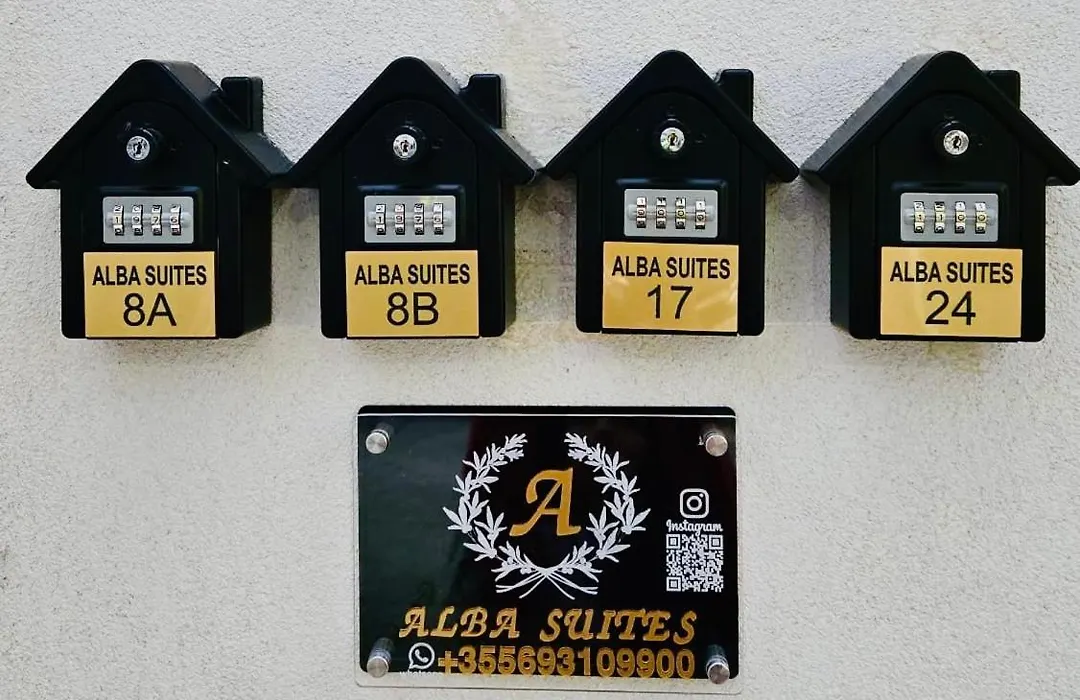 ALBA SUITES
8A
ALBA SUITES
8B
ALBA SUITES
17
ALBA SUITES
24
A
Instagram
ALBA SUITES
+355693109900